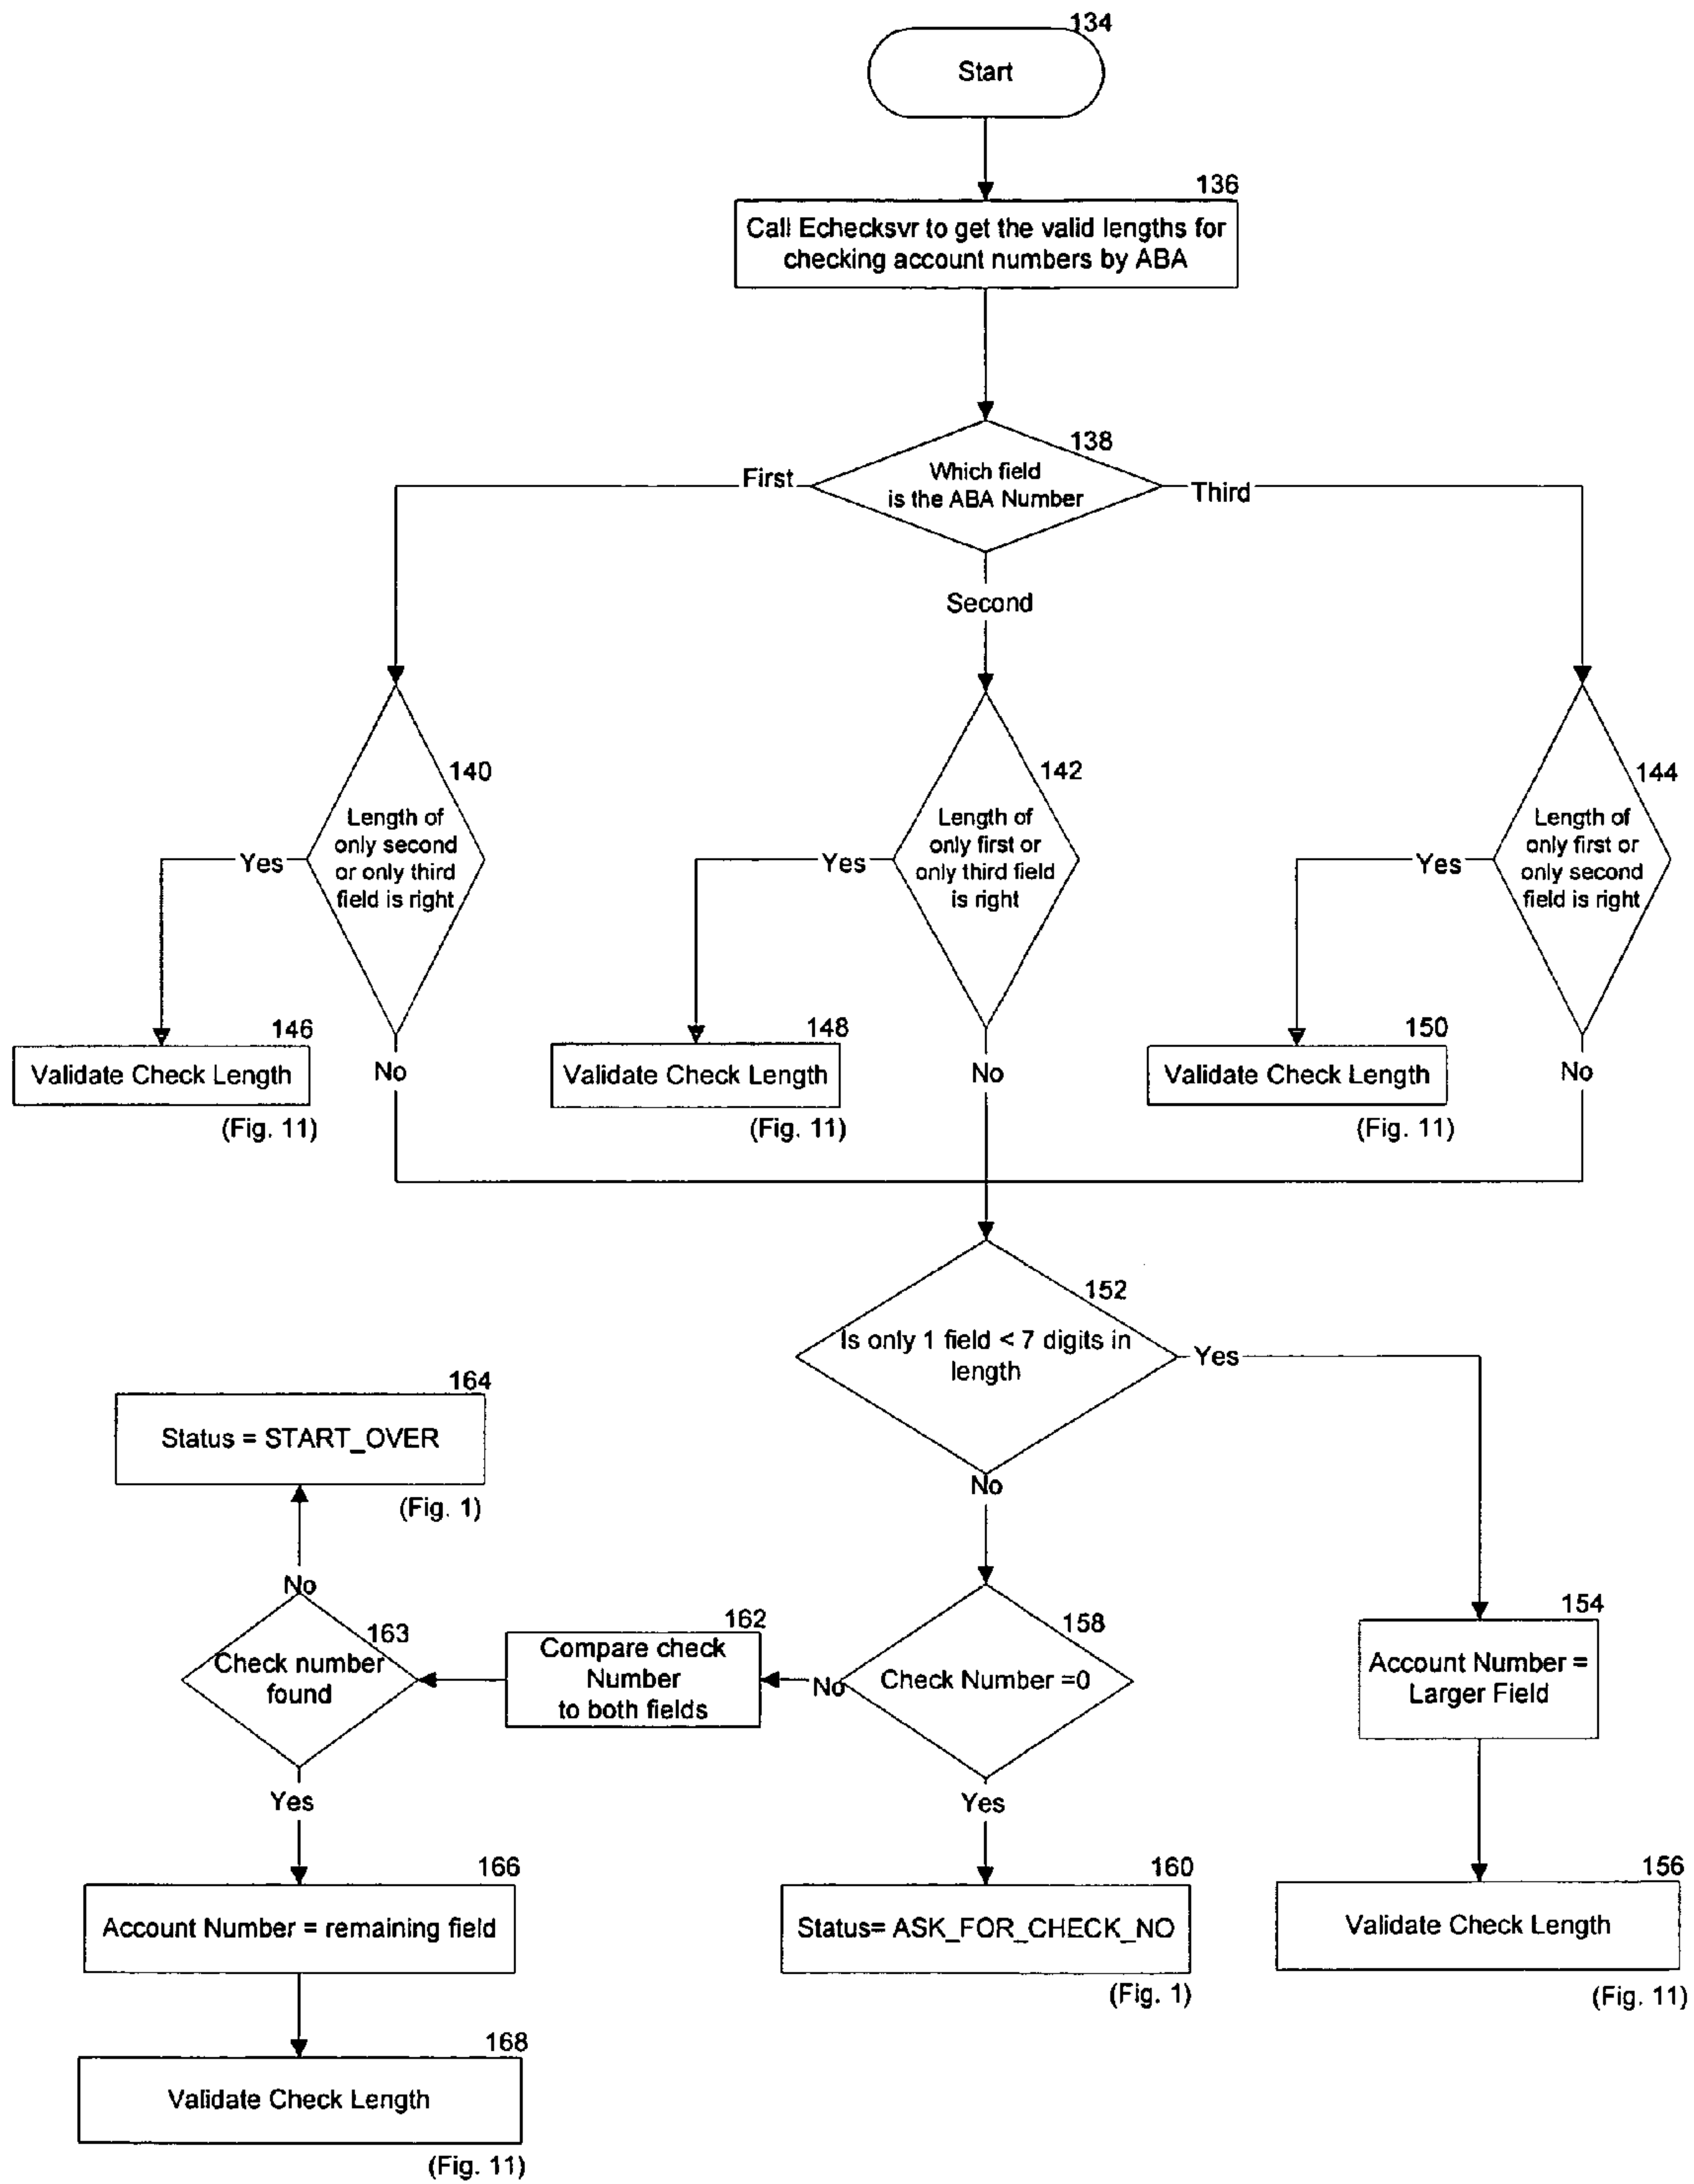 134
Start
136
Call Echecksvr to get the valid lengths for
checking account numbers by ABA
138
Which field
is the ABA Number
First
Third
Second
140
Length of
only second
or only third
field is right
Yes
142
Length of
only first or
only third field
is right
Yes
144
Length of
only first or
only second
field is right
Yes
146
Validate Check Length
(Fig. 11)
No
148
Validate Check Length
(Fig. 11)
No
150
Validate Check Length
(Fig. 11)
No
152
Is only 1 field < 7 digits in
length
Yes
No
164
Status = START_OVER
(Fig. 1)
No
163
Check number
found
162
Compare check
Number
to both fields
No
158
Check Number =0
154
Account Number =
Larger Field
Yes
Yes
166
Account Number = remaining field
160
Status= ASK_FOR_CHECK_NO
(Fig. 1)
156
Validate Check Length
(Fig. 11)
168
Validate Check Length
(Fig. 11)